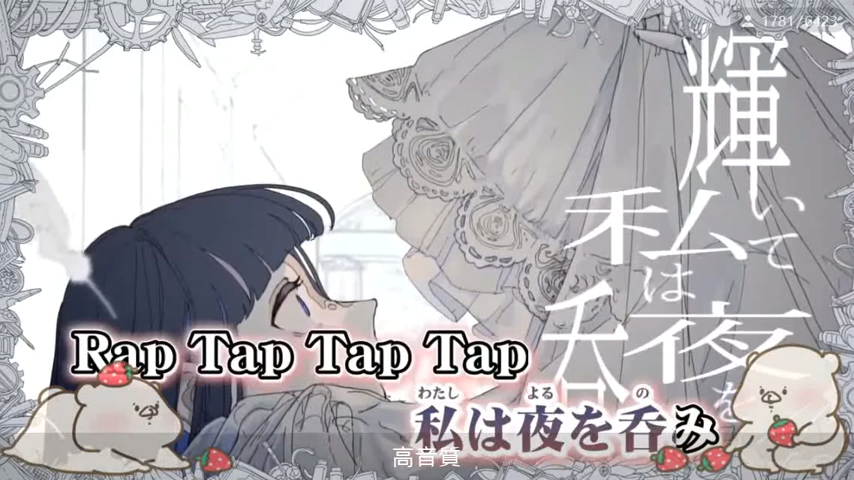 1781/6423
輝いて
私は夜を
呑
Rap Tap Tap Tap
わたし よる の
私は夜を呑み
高音質